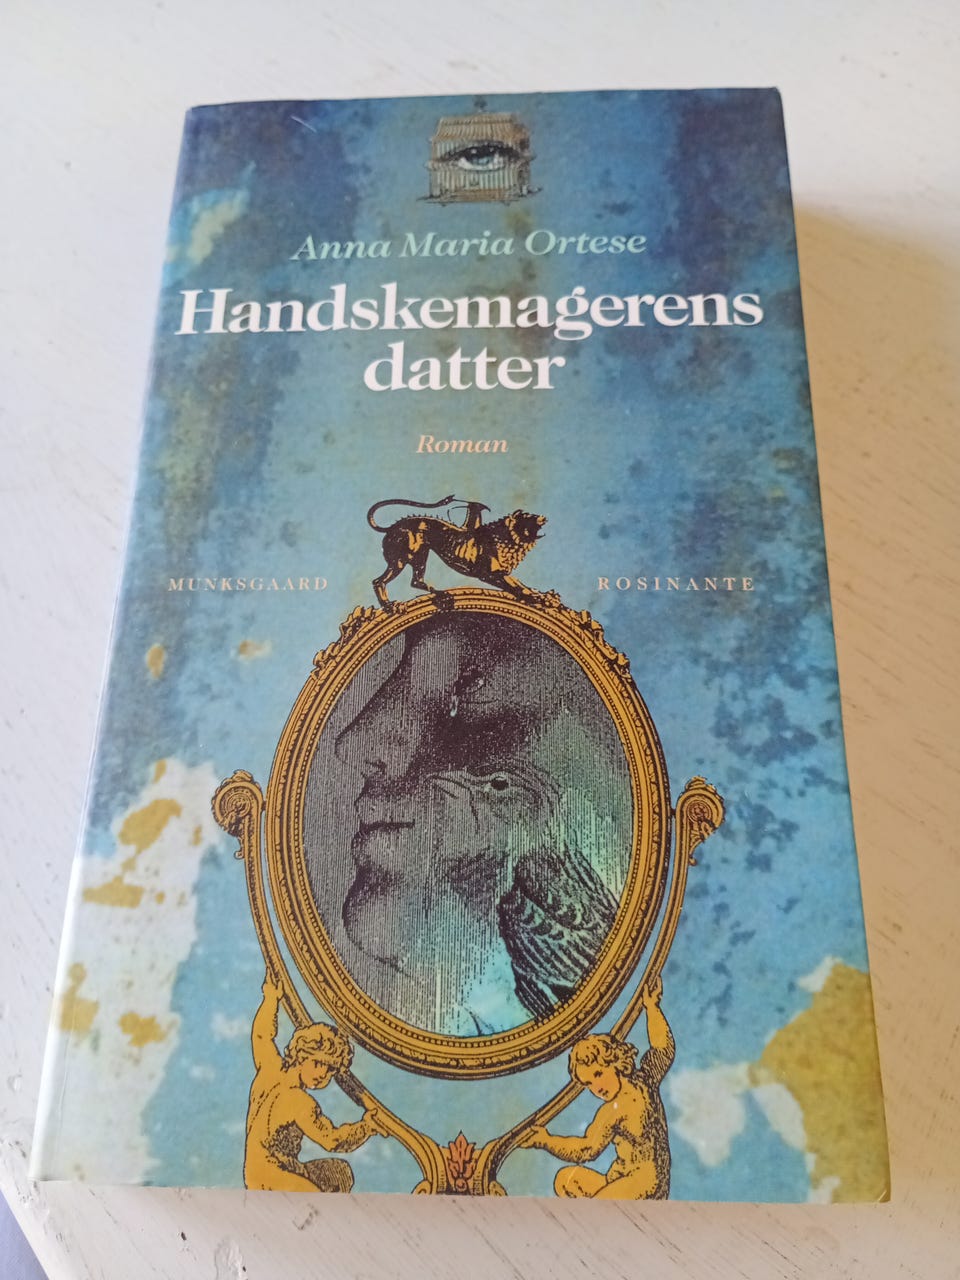 Anna Maria Ortese
Handskemagerens
datter
Roman
MUNKSGAARD
ROSINANTE